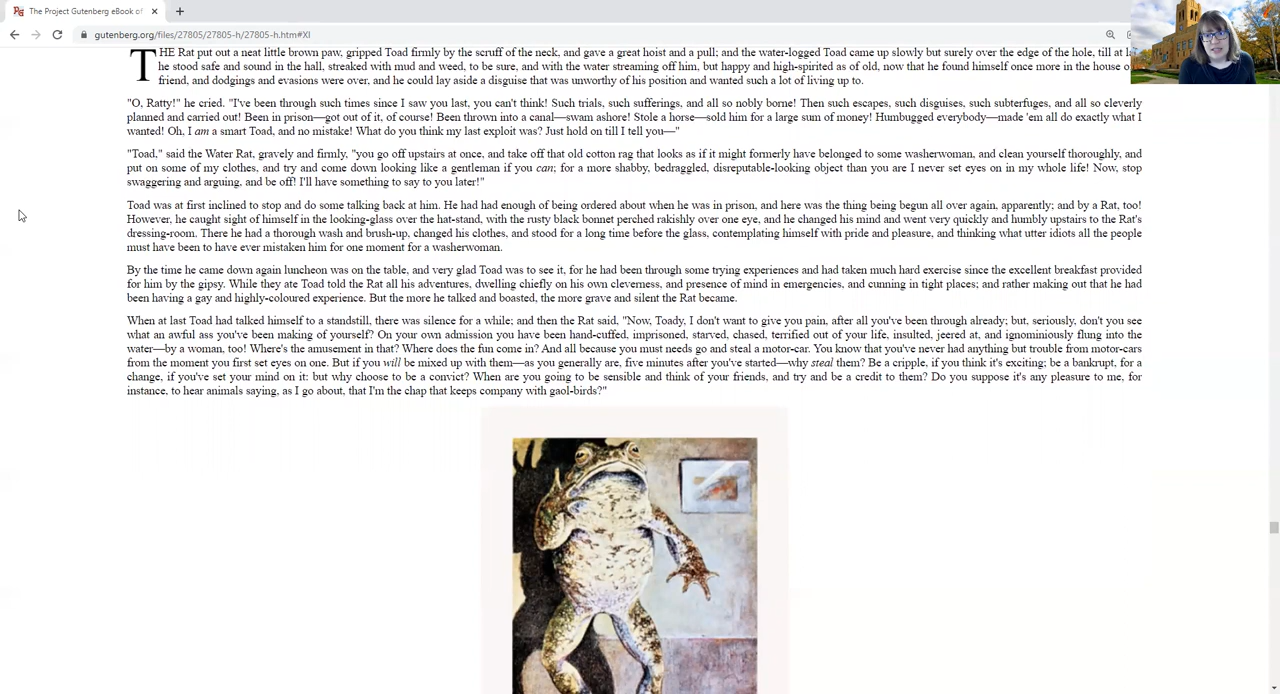 The Project Gutenberg eBook of
gutenberg.org/files/27805/27805-h/27805-h.htm#XI
THE Rat put out a neat little brown paw, gripped Toad firmly by the scruff of the neck, and gave a great hoist and a pull; and the water-logged Toad came up slowly but surely over the edge of the hole, till at
he stood safe and sound in the hall, streaked with mud and weed, to be sure, and with the water streaming off him, but happy and high-spirited as of old, now that he found himself once more in the house
friend, and dodgings and evasions were over, and he could lay aside a disguise that was unworthy of his position and wanted such a lot of living up to.
"O, Ratty!" he cried. "I've been through such times since I saw you last, you can't think! Such trials, such sufferings, and all so nobly borne! Then such escapes, such disguises, such subterfuges, and all so cleverly
planned and carried out! Been in prison—got out of it, of course! Been thrown into a canal—swam ashore! Stole a horse—sold him for a large sum of money! Humbugged everybody—made 'em all do exactly what I
wanted! Oh, I am a smart Toad, and no mistake! What do you think my last exploit was? Just hold on till I tell you—"
"Toad," said the Water Rat, gravely and firmly, "you go off upstairs at once, and take off that old cotton rag that looks as if it might formerly have belonged to some washerwoman, and clean yourself thoroughly, and
put on some of my clothes, and try and come down looking like a gentleman if you can; for a more shabby, bedraggled, disreputable-looking object than you are I never set eyes on in my whole life! Now, stop
swaggering and arguing, and be off! I'll have something to say to you later!"
Toad was at first inclined to stop and do some talking back at him. He had had enough of being ordered about when he was in prison, and here was the thing being begun all over again, apparently; and by a Rat, too!
However, he caught sight of himself in the looking-glass over the hat-stand, with the rusty black bonnet perched rakishly over one eye, and he changed his mind and went very quickly and humbly upstairs to the Rat's
dressing-room. There he had a thorough wash and brush-up, changed his clothes, and stood for a long time before the glass, contemplating himself with pride and pleasure, and thinking what utter idiots all the people
must have been to have ever mistaken him for one moment for a washerwoman.
By the time he came down again luncheon was on the table, and very glad Toad was to see it, for he had been through some trying experiences and had taken much hard exercise since the excellent breakfast provided
for him by the gipsy. While they ate Toad told the Rat all his adventures, dwelling chiefly on his own cleverness, and presence of mind in emergencies, and cunning in tight places; and rather making out that he had
been having a gay and highly-coloured experience. But the more he talked and boasted, the more grave and silent the Rat became.
When at last Toad had talked himself to a standstill, there was silence for a while; and then the Rat said, "Now, Toady, I don't want to give you pain, after all you've been through already; but, seriously, don't you see
what an awful ass you've been making of yourself? On your own admission you have been hand-cuffed, imprisoned, starved, chased, terrified out of your life, insulted, jeered at, and ignominiously flung into the
water—by a woman, too! Where's the amusement in that? Where does the fun come in? And all because you must needs go and steal a motor-car. You know that you've never had anything but trouble from motor-cars
from the moment you first set eyes on one. But if you will be mixed up with them—as you generally are, five minutes after you've started—why steal them? Be a cripple, if you think it's exciting; be a bankrupt, for a
change, if you've set your mind on it: but why choose to be a convict? When are you going to be sensible and think of your friends, and try and be a credit to them? Do you suppose it's any pleasure to me, for
instance, to hear animals saying, as I go about, that I'm the chap that keeps company with gaol-birds?"